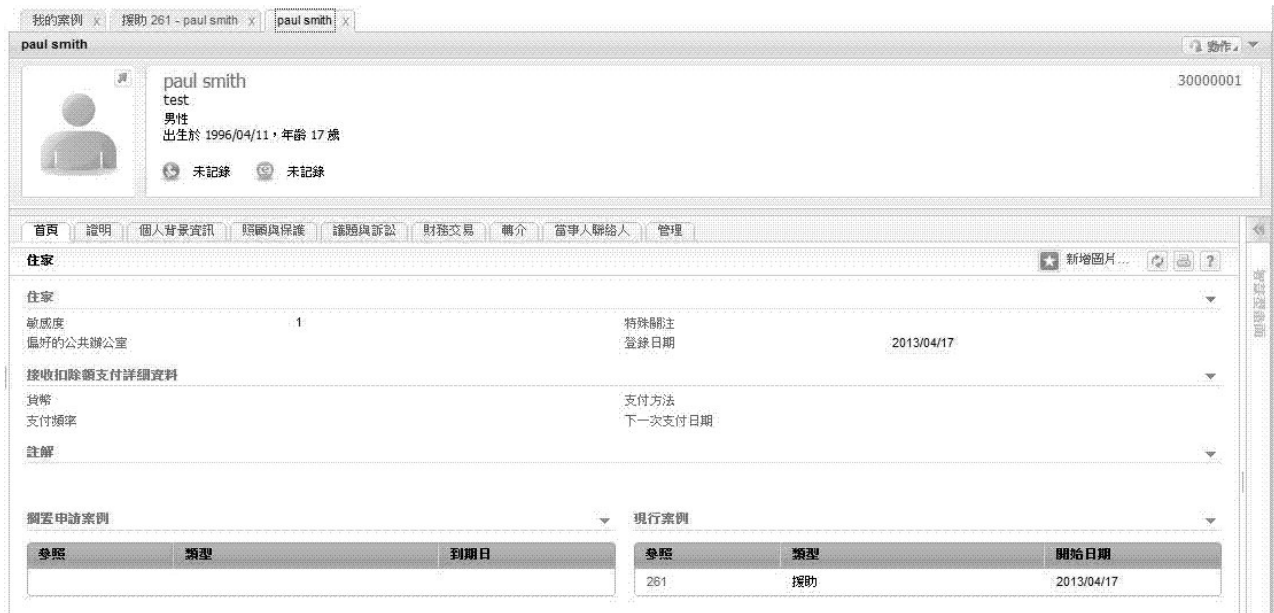 我的案例 x 援助 261 - paul smith x paul smith x
paul smith 動作
paul smith 30000001
test
男性
出生於 1996/04/11,年齡 17 歲
未記錄 未記錄
首頁 證明 個人背景資訊 照顧與保護 議題與訴訟 財務交易 轉介 當事人聯絡人 管理
住家 新增圖片... ?
住家
敏感度 1 特殊關注
偏好的公共辦公室 登錄日期 2013/04/17
接收扣除額支付詳細資料
貨幣 支付方法
支付頻率 下一次支付日期
註解
擱置申請案例 現行案例
參照 類型 到期日 參照 類型 開始日期
261 援助 2013/04/17